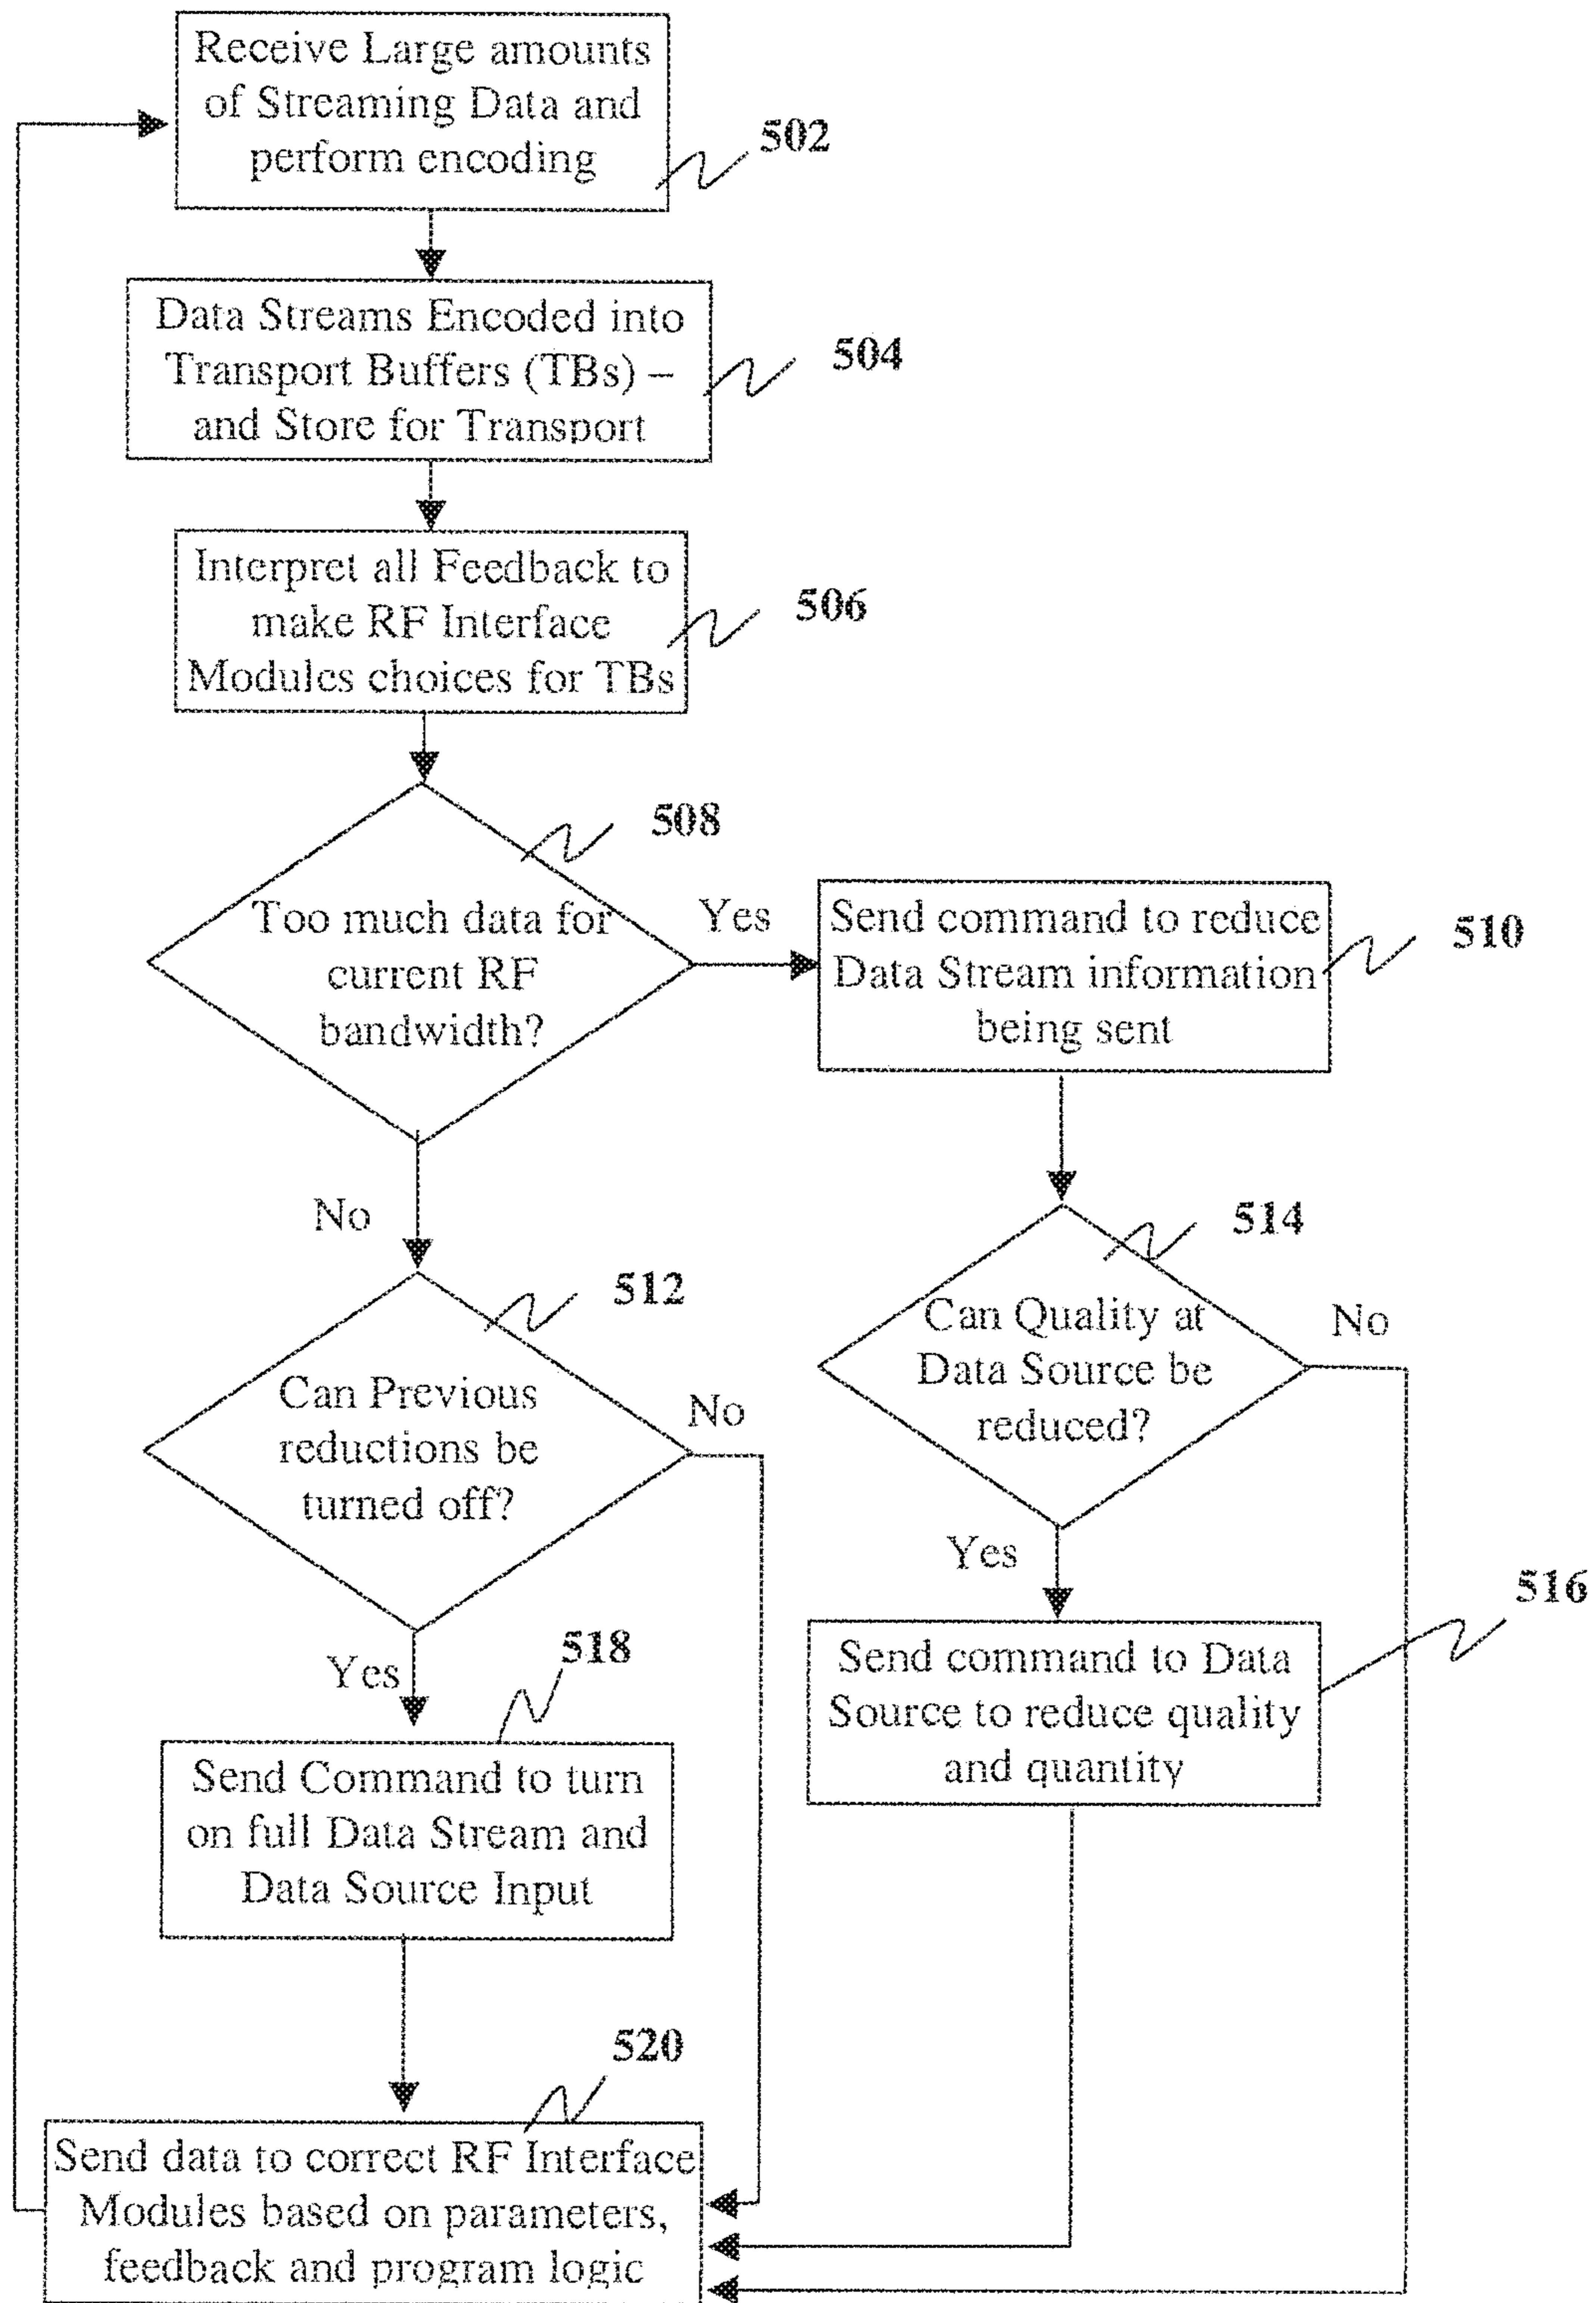 Receive Large amounts
of Streaming Data and
perform encoding
502
Data Streams Encoded into
Transport Buffers (TBs) –
and Store for Transport
504
Interpret all Feedback to
make RF Interface
Modules choices for TBs
506
508
Too much data for
current RF
bandwidth?
Yes
Send command to reduce
Data Stream information
being sent
510
No
512
Can Previous
reductions be
turned off?
No
514
Can Quality at
Data Source be
reduced?
No
Yes
516
Send command to Data
Source to reduce quality
and quantity
Yes
518
Send Command to turn
on full Data Stream and
Data Source Input
520
Send data to correct RF Interface
Modules based on parameters,
feedback and program logic